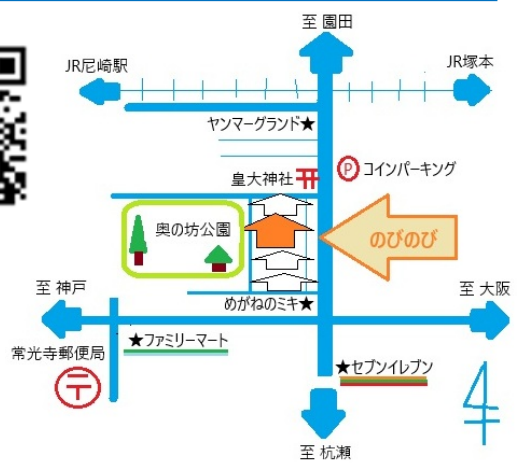 至 園田
JR尼崎駅
JR塚本
ヤンマーグランド★
皇大神社
P コインパーキング
奥の坊公園
のびのび
至 神戸
めがねのミキ★
至 大阪
★ファミリーマート
常光寺郵便局
〒
★セブンイレブン
至 杭瀬